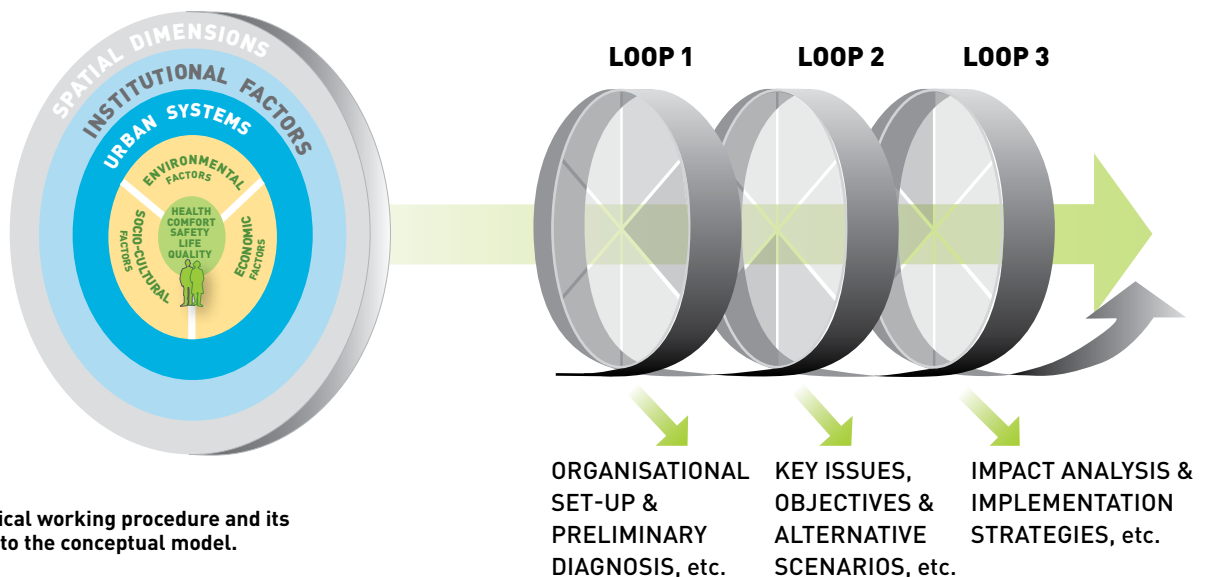 SPATIAL DIMENSIONS
INSTITUTIONAL FACTORS
URBAN SYSTEMS
ENVIRONMENTAL
FACTORS
SOCIO-CULTURAL
FACTORS
ECONOMIC
FACTORS
HEALTH
COMFORT
SAFETY
LIFE
QUALITY
LOOP 1
LOOP 2
LOOP 3
ORGANISATIONAL
SET-UP &
PRELIMINARY
DIAGNOSIS, etc.
KEY ISSUES,
OBJECTIVES &
ALTERNATIVE
SCENARIOS, etc.
IMPACT ANALYSIS &
IMPLEMENTATION
STRATEGIES, etc.
ical working procedure and its
to the conceptual model.